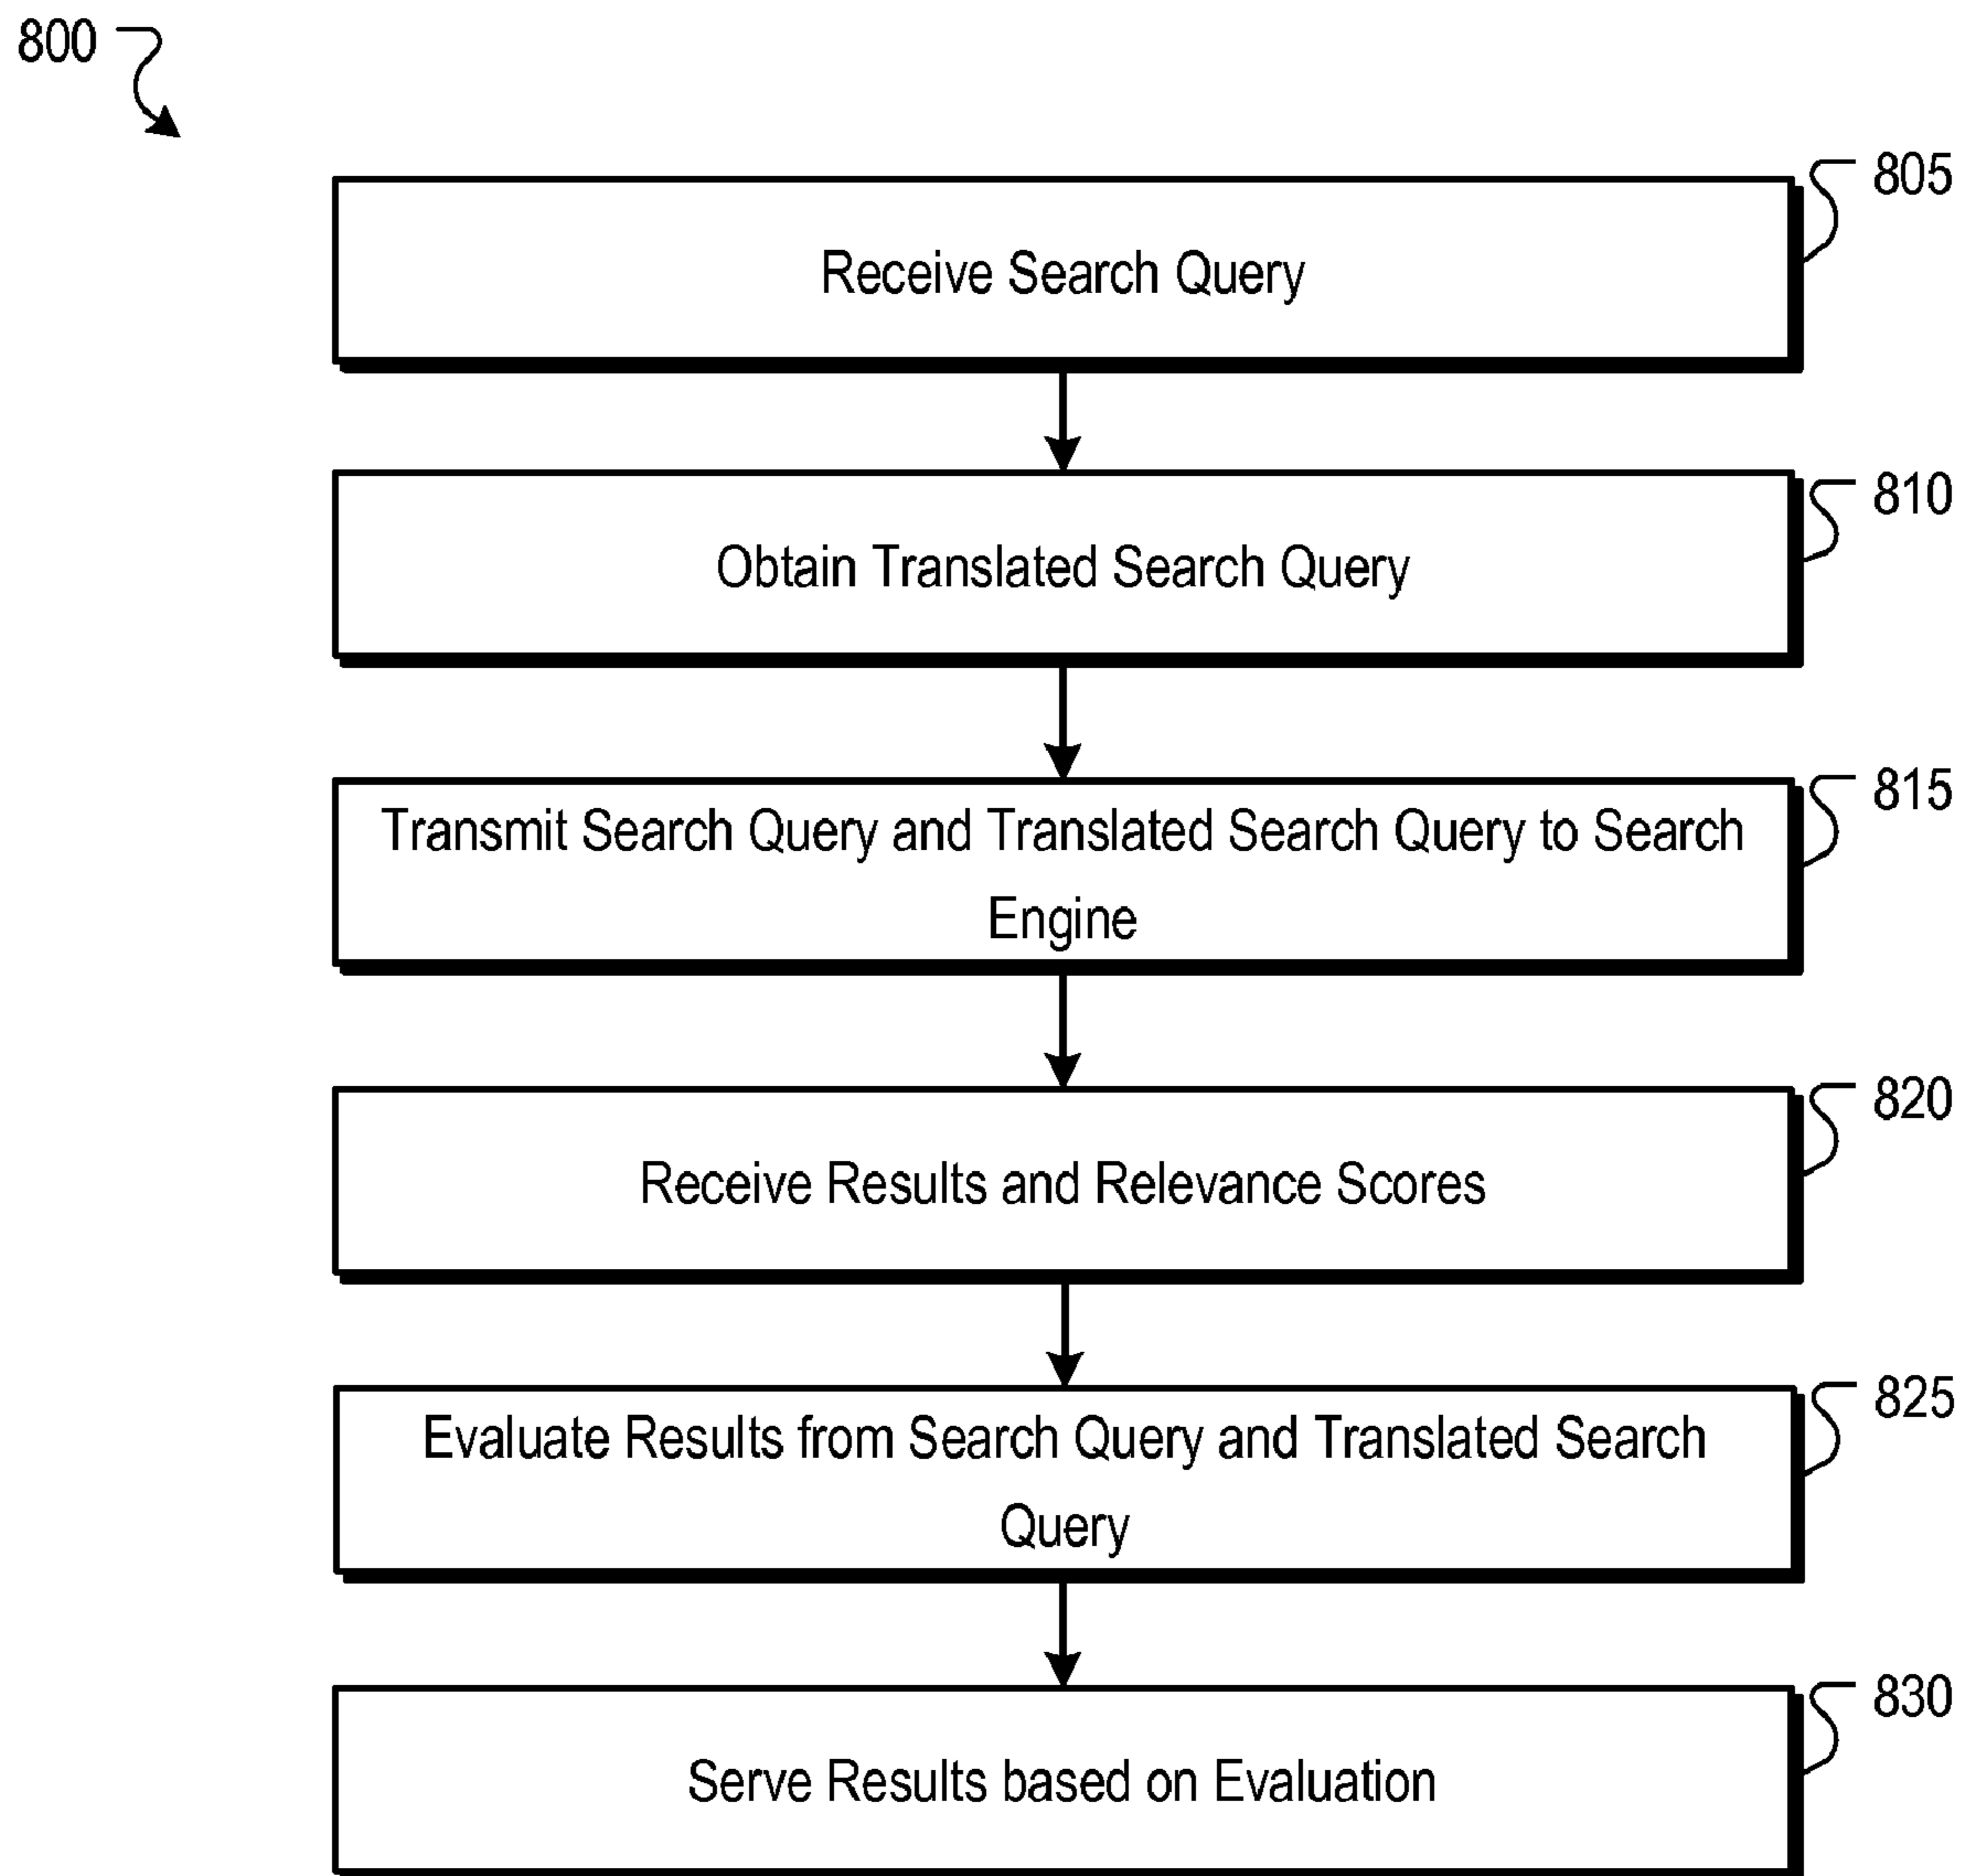 800
805
Receive Search Query
810
Obtain Translated Search Query
815
Transmit Search Query and Translated Search Query to Search
Engine
820
Receive Results and Relevance Scores
825
Evaluate Results from Search Query and Translated Search
Query
830
Serve Results based on Evaluation